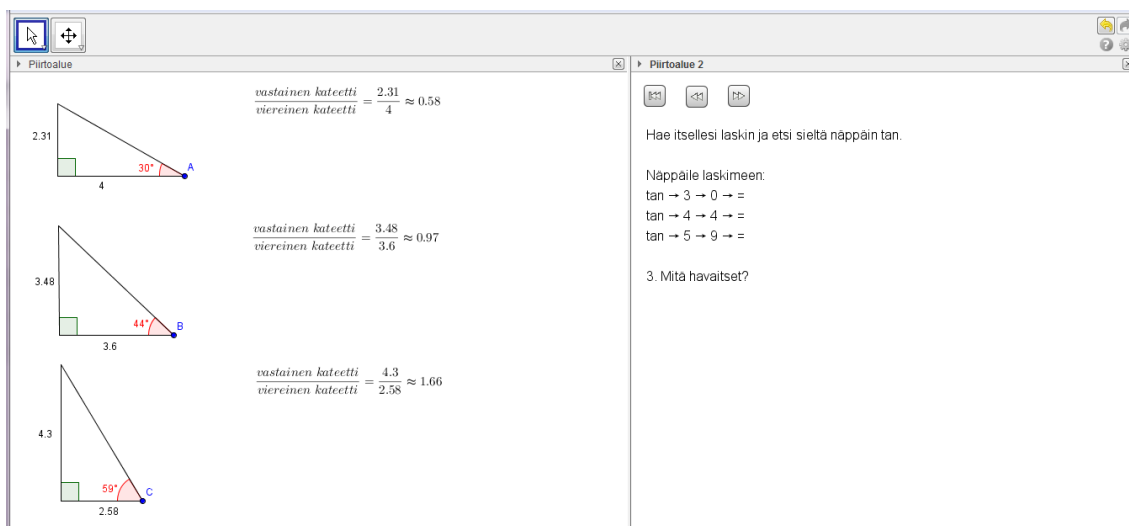 Piirtoalue
2.31
4
30°
A
vastainen kateetti / viereinen kateetti = 2.31 / 4 ≈ 0.58
3.48
3.6
44°
B
vastainen kateetti / viereinen kateetti = 3.48 / 3.6 ≈ 0.97
4.3
2.58
59°
C
vastainen kateetti / viereinen kateetti = 4.3 / 2.58 ≈ 1.66
Piirtoalue 2
Hae itsellesi laskin ja etsi sieltä näppäin tan.
Näppäile laskimeen:
tan → 3 → 0 → =
tan → 4 → 4 → =
tan → 5 → 9 → =
3. Mitä havaitset?